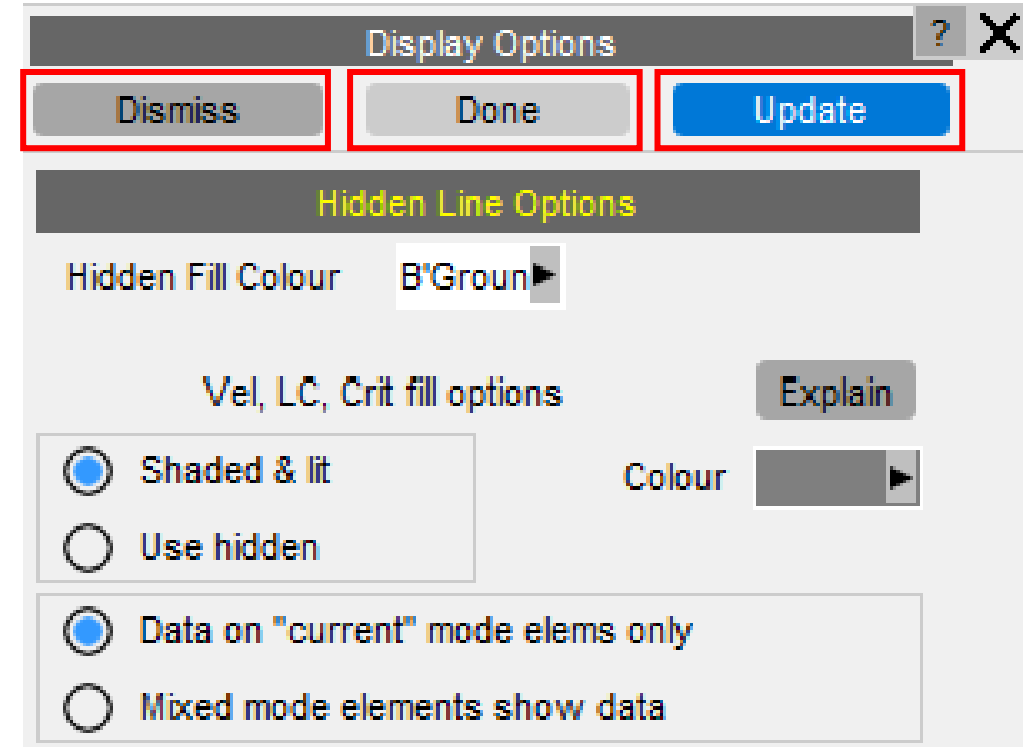 Display Options ?
Dismiss Done Update
Hidden Line Options
Hidden Fill Colour B'Groun
Vel, LC, Crit fill options Explain
Shaded & lit Colour
Use hidden
Data on "current" mode elems only
Mixed mode elements show data